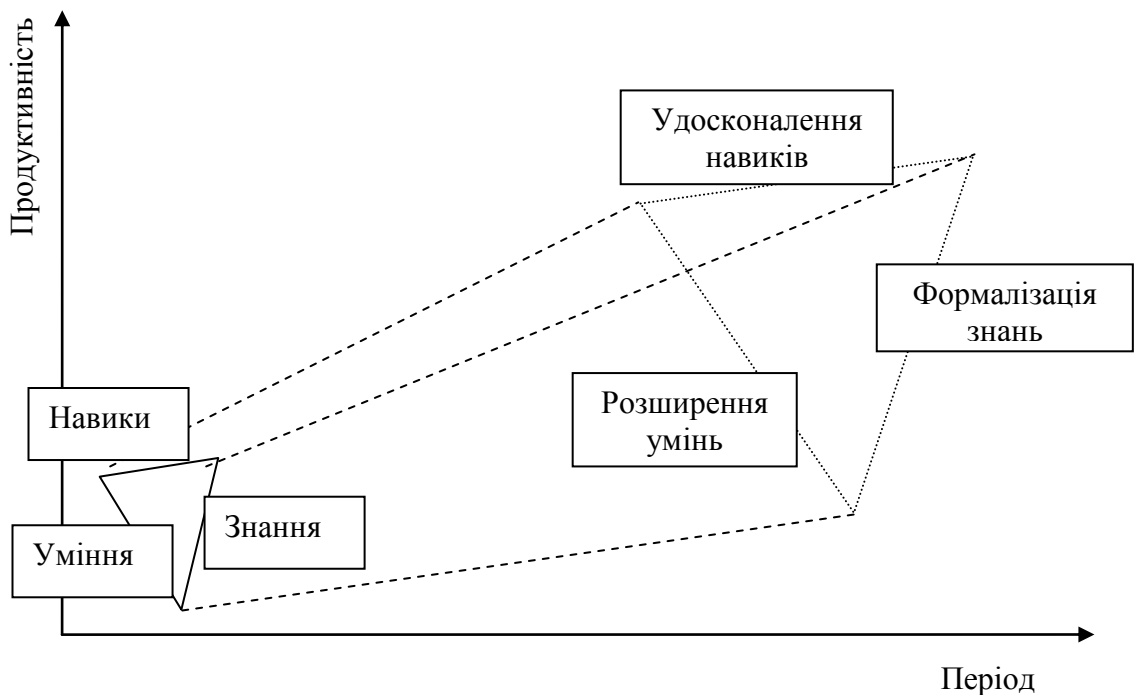 Продуктивність
Удосконалення
навиків
Формалізація
знань
Розширення
умінь
Навики
Знання
Уміння
Період